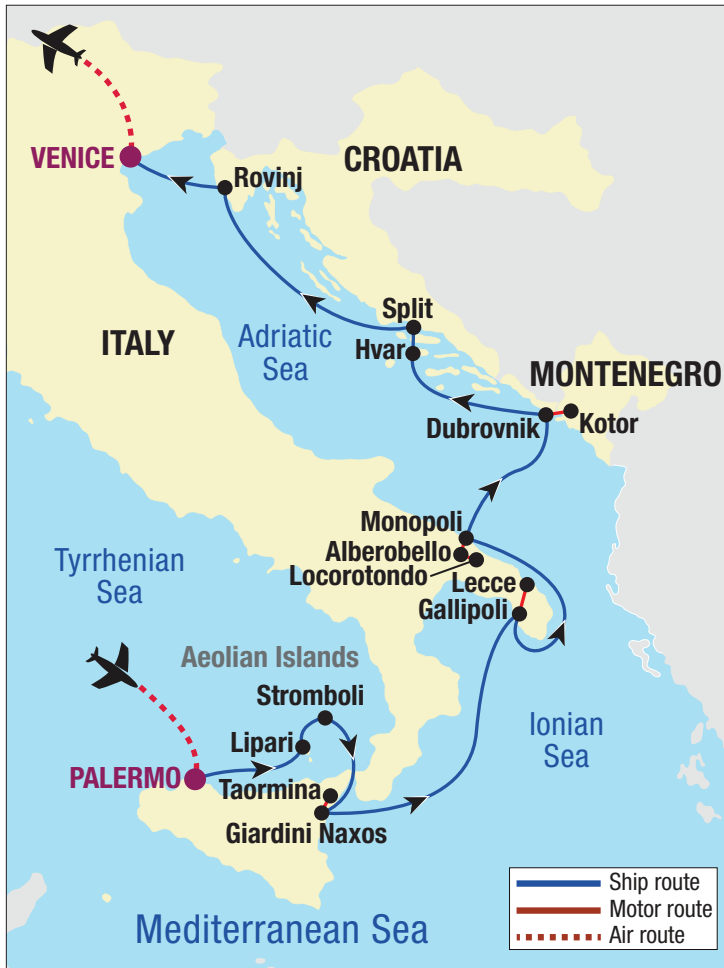 VENICE
Rovinj
CROATIA
Split
Hvar
ITALY
Adriatic
Sea
MONTENEGRO
Dubrovnik
Kotor
Monopoli
Alberobello
Locorotondo
Lecce
Gallipoli
Tyrrhenian
Sea
Aeolian Islands
Stromboli
Lipari
Ionian
Sea
PALERMO
Taormina
Giardini Naxos
Mediterranean Sea
Ship route
Motor route
Air route